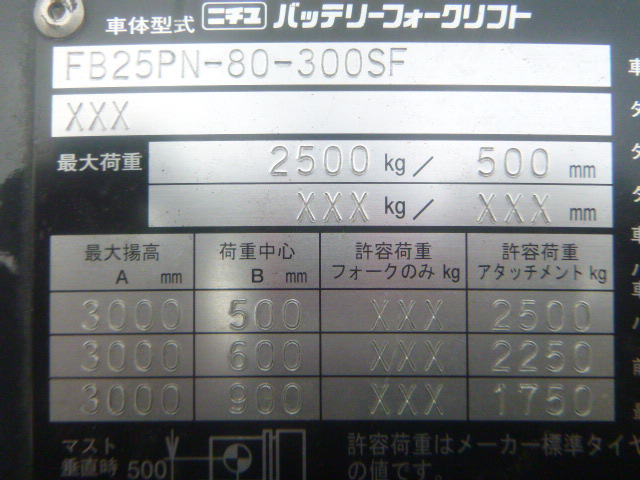 車体型式 ニチユ バッテリーフォークリフト
FB25PN-80-300SF
XXX
最大荷重 2500 kg／ 500 mm
XXX kg／ XXX mm
最大揚高 荷重中心 許容荷重 許容荷重
A mm B mm フォークのみ kg アタッチメント kg
3000 500 XXX 2500
3000 600 XXX 2250
3000 900 XXX 1750
マスト
垂直時 500
許容荷重はメーカー標準タイヤ
の値です。